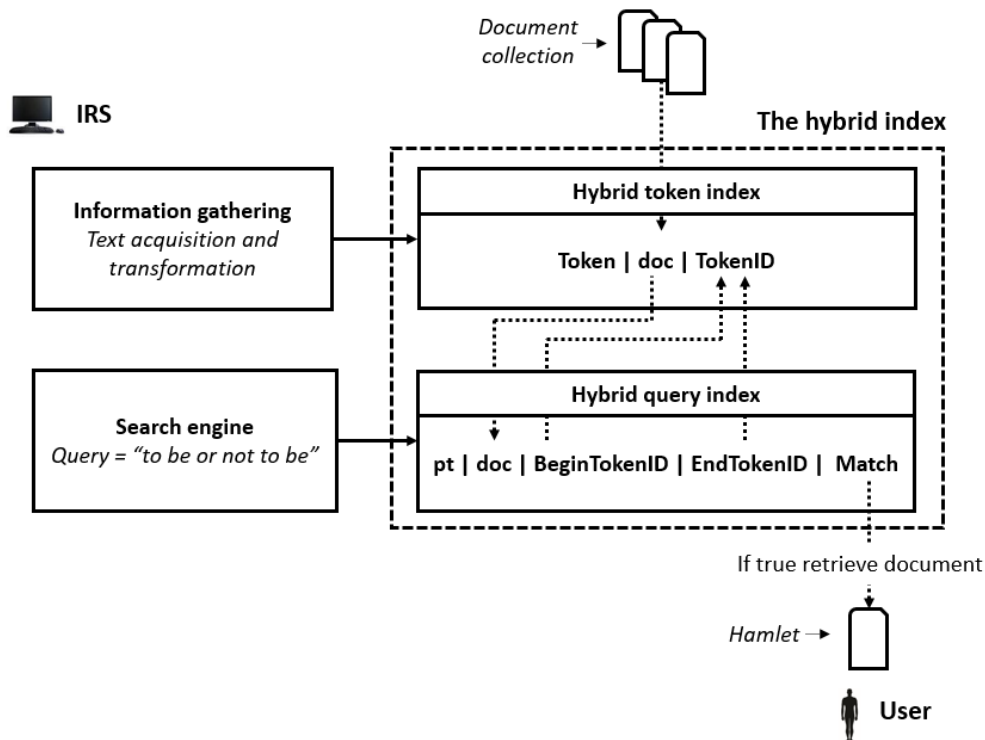 Document
collection
IRS
The hybrid index
Information gathering
Text acquisition and
transformation
Hybrid token index
Token | doc | TokenID
Search engine
Query = “to be or not to be”
Hybrid query index
pt | doc | BeginTokenID | EndTokenID | Match
If true retrieve document
Hamlet
User